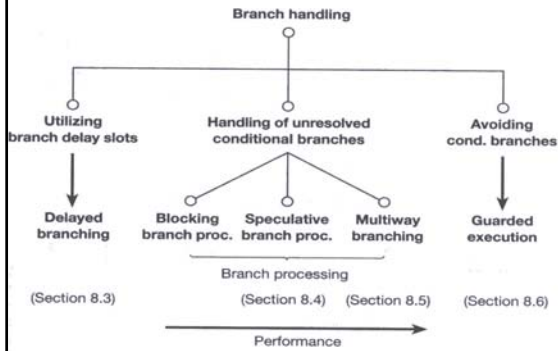 Branch handling
Utilizing
branch delay slots
Handling of unresolved
conditional branches
Avoiding
cond. branches
Delayed
branching
Blocking
branch proc.
Speculative
branch proc.
Multiway
branching
Guarded
execution
Branch processing
(Section 8.3)
(Section 8.4)
(Section 8.5)
(Section 8.6)
Performance